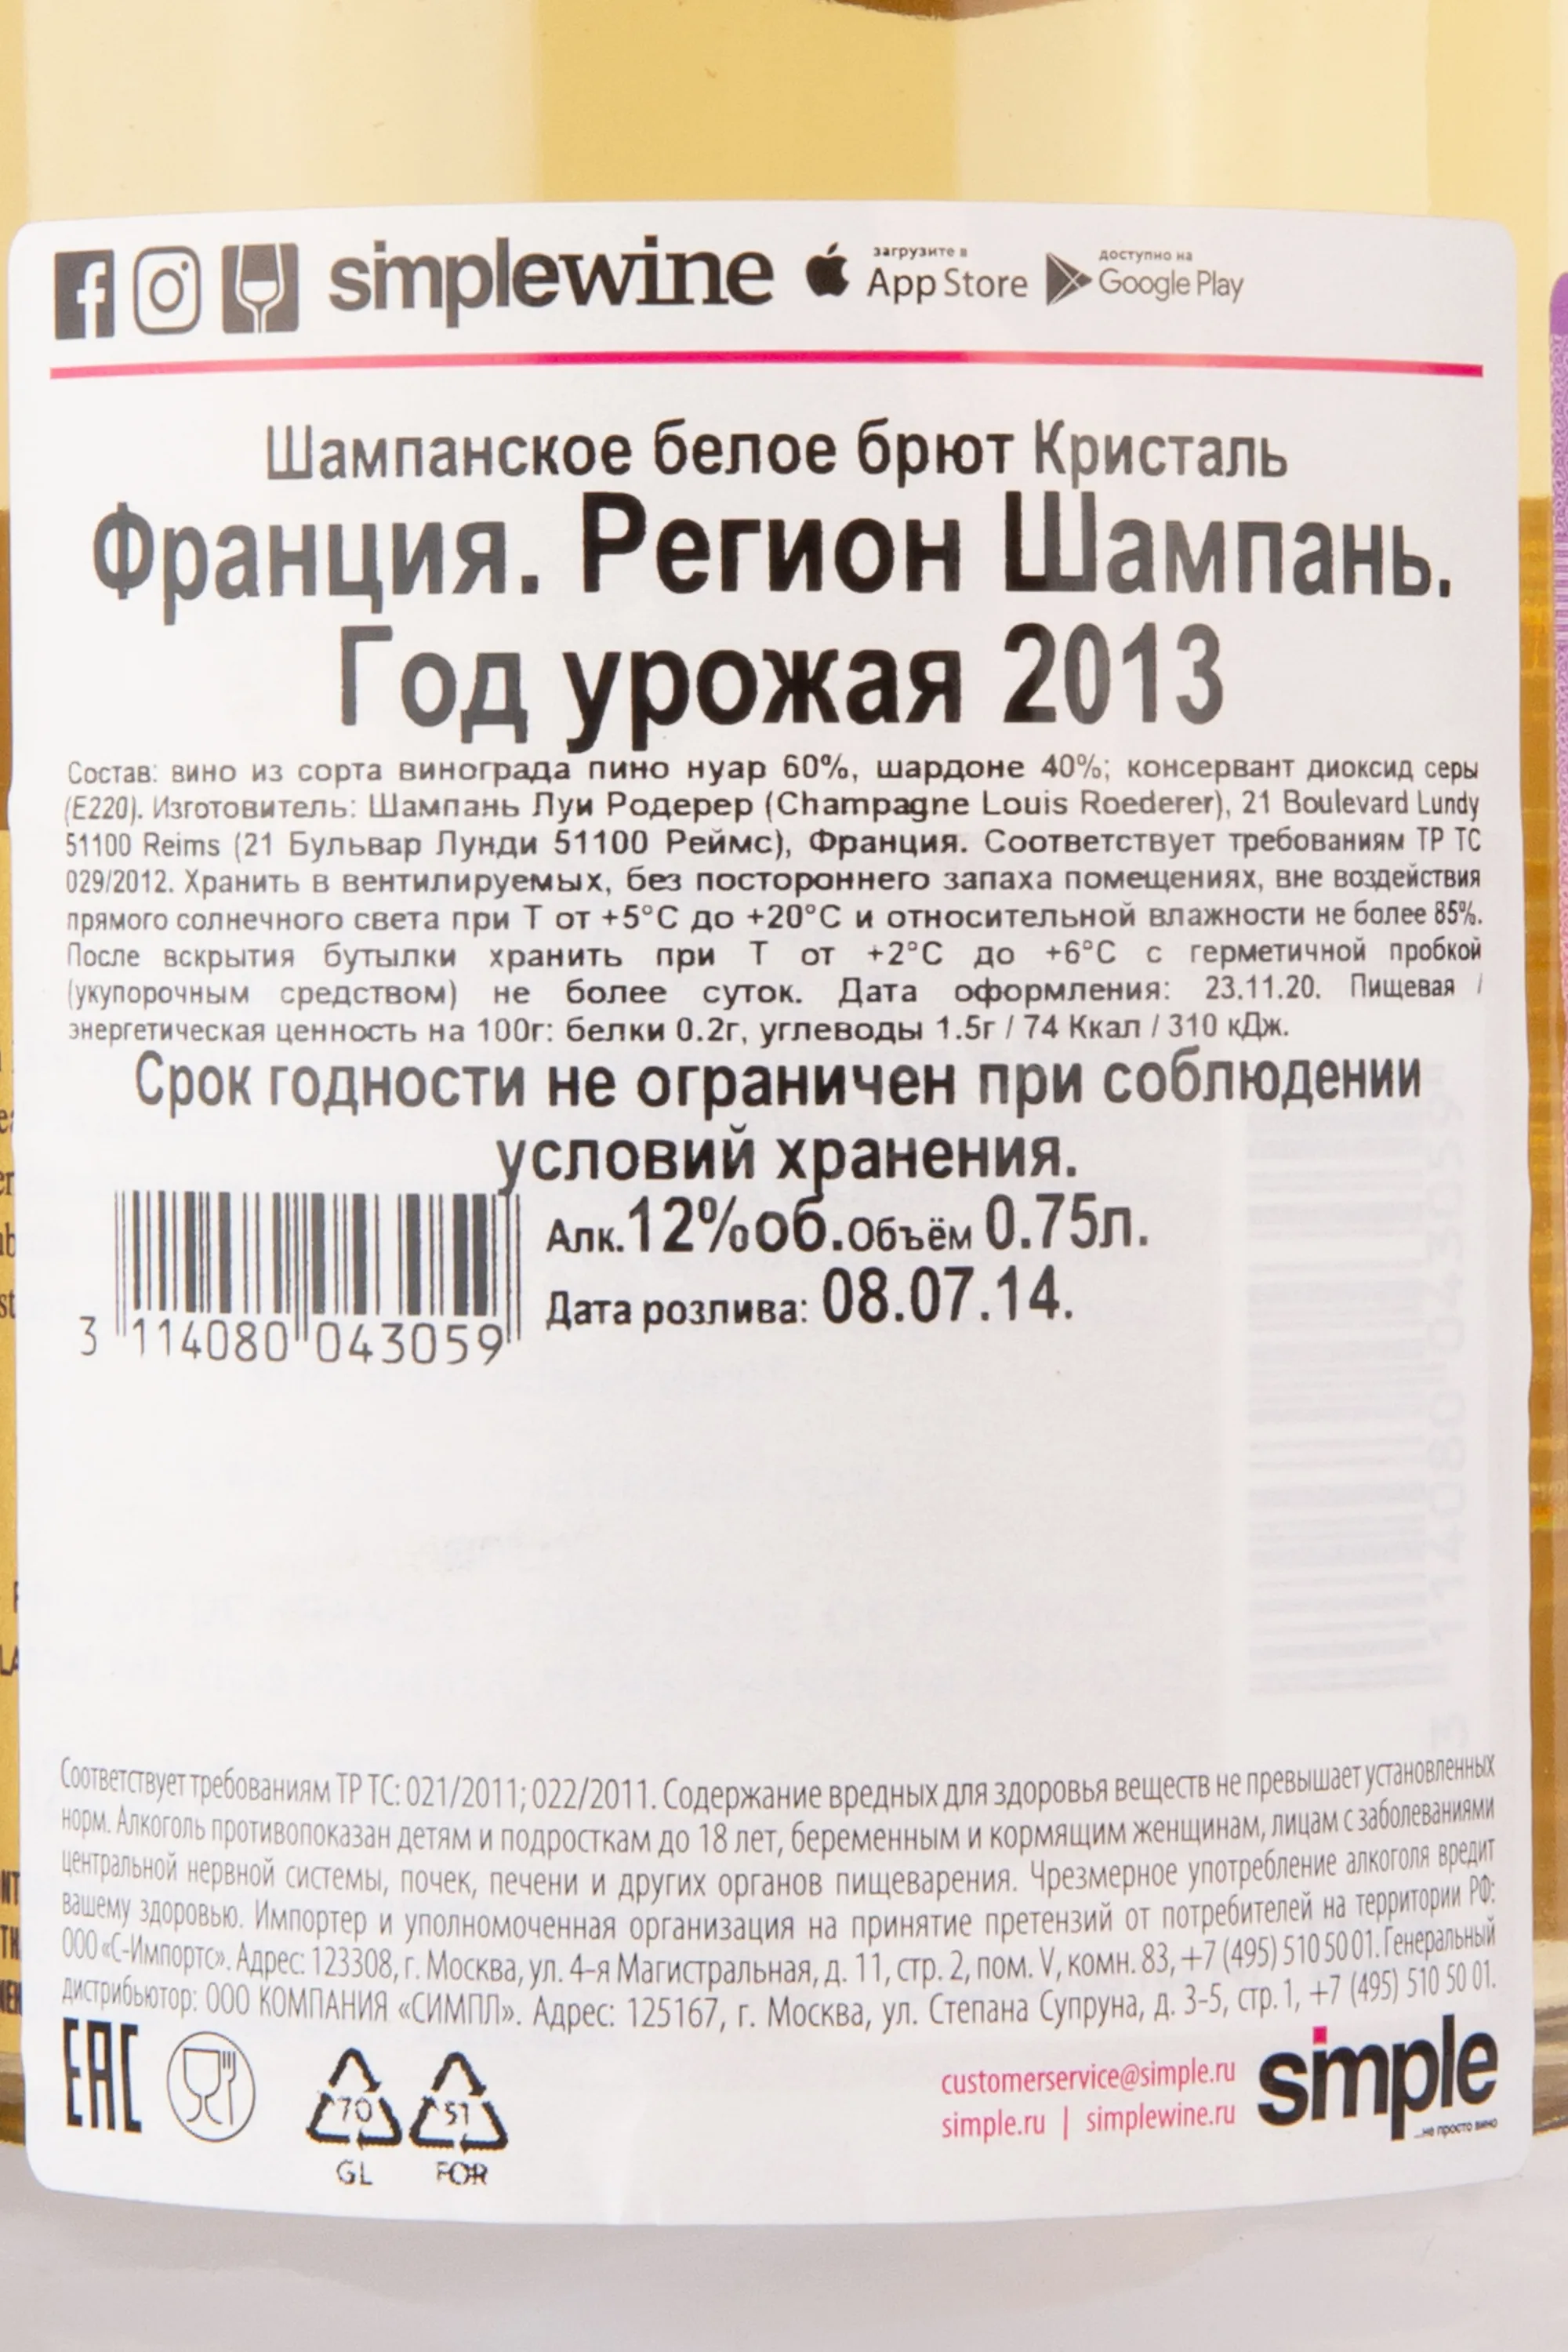 simplewine загрузите в App Store доступно на Google Play
Шампанское белое брют Кристаль
Франция. Регион Шампань.
Год урожая 2013
Состав: вино из сорта винограда пино нуар 60%, шардоне 40%; консервант диоксид серы
(E220). Изготовитель: Шампань Луи Родерер (Champagne Louis Roederer), 21 Boulevard Lundy
51100 Reims (21 Бульвар Лунди 51100 Реймс), Франция. Соответствует требованиям ТР ТС
029/2012. Хранить в вентилируемых, без постороннего запаха помещениях, вне воздействия
прямого солнечного света при Т от +5°С до +20°С и относительной влажности не более 85%.
После вскрытия бутылки хранить при Т от +2°С до +6°С с герметичной пробкой
(укупорочным средством) не более суток. Дата оформления: 23.11.20. Пищевая /
энергетическая ценность на 100г: белки 0.2г, углеводы 1.5г / 74 Ккал / 310 кДж.
Срок годности не ограничен при соблюдении
условий хранения.
Алк.12%об.Объём 0.75л.
Дата розлива: 08.07.14.
3 114080 043059
Соответствует требованиям ТР ТС: 021/2011; 022/2011. Содержание вредных для здоровья веществ не превышает установленных
норм. Алкоголь противопоказан детям и подросткам до 18 лет, беременным и кормящим женщинам, лицам с заболеваниями
центральной нервной системы, почек, печени и других органов пищеварения. Чрезмерное употребление алкоголя вредит
вашему здоровью. Импортер и уполномоченная организация на принятие претензий от потребителей на территории РФ:
ООО «С-Импортс». Адрес: 123308, г. Москва, ул. 4-я Магистральная, д. 11, стр. 2, пом. V, комн. 83, +7 (495) 510 50 01. Генеральный
дистрибьютор: ООО КОМПАНИЯ «СИМПЛ». Адрес: 125167, г. Москва, ул. Степана Супруна, д. 3-5, стр. 1, +7 (495) 510 50 01.
EAC
70
GL
51
FOR
customerservice@simple.ru
simple.ru | simplewine.ru
simple
...не просто вино